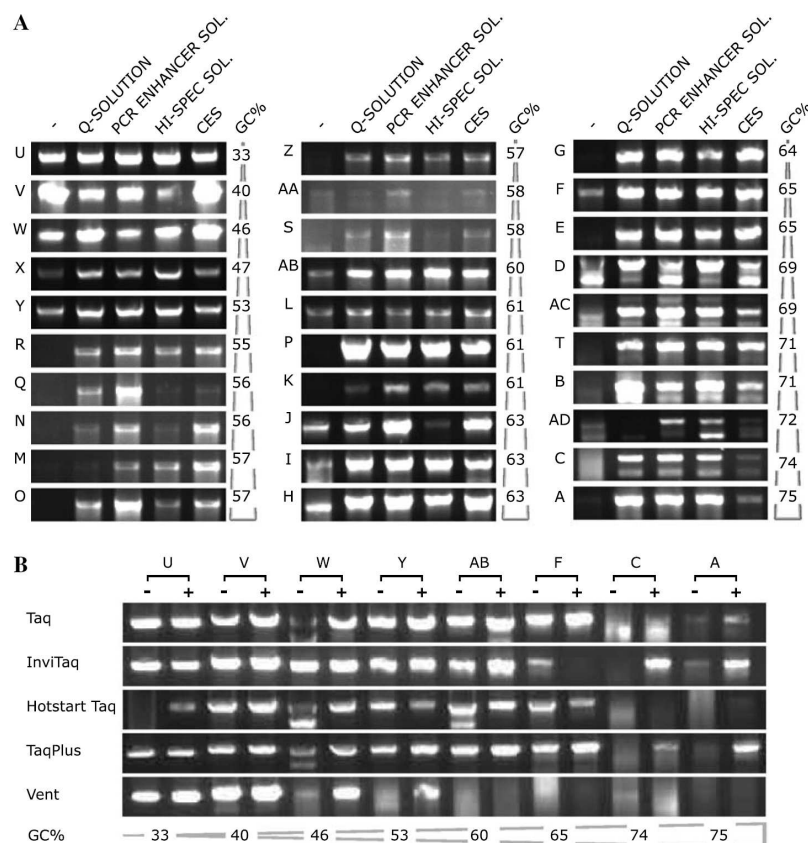 A
- Q-SOLUTION PCR ENHANCER SOL. HI-SPEC SOL. CES GC%
U 33
V 40
W 46
X 47
Y 53
R 55
Q 56
N 56
M 57
O 57
- Q-SOLUTION PCR ENHANCER SOL. HI-SPEC SOL. CES GC%
Z 57
AA 58
S 58
AB 60
L 61
P 61
K 61
J 63
I 63
H 63
- Q-SOLUTION PCR ENHANCER SOL. HI-SPEC SOL. CES GC%
G 64
F 65
E 65
D 69
AC 69
T 71
B 71
AD 72
C 74
A 75
B
U V W Y AB F C A
- + - + - + - + - + - + - + - +
Taq
InviTaq
Hotstart Taq
TaqPlus
Vent
GC% 33 40 46 53 60 65 74 75